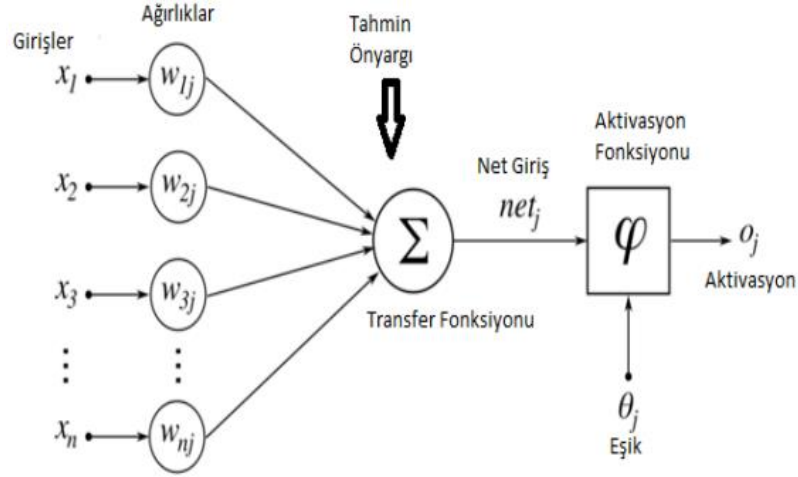 Ağırlıklar
Girişler
Tahmin
Önyargı
x₁
w₁ⱼ
Aktivasyon
Fonksiyonu
x₂
w₂ⱼ
Net Giriş
netⱼ
Σ
φ
oⱼ
Aktivasyon
x₃
w₃ⱼ
Transfer Fonksiyonu
⋮
⋮
θⱼ
Eşik
xₙ
wₙⱼ